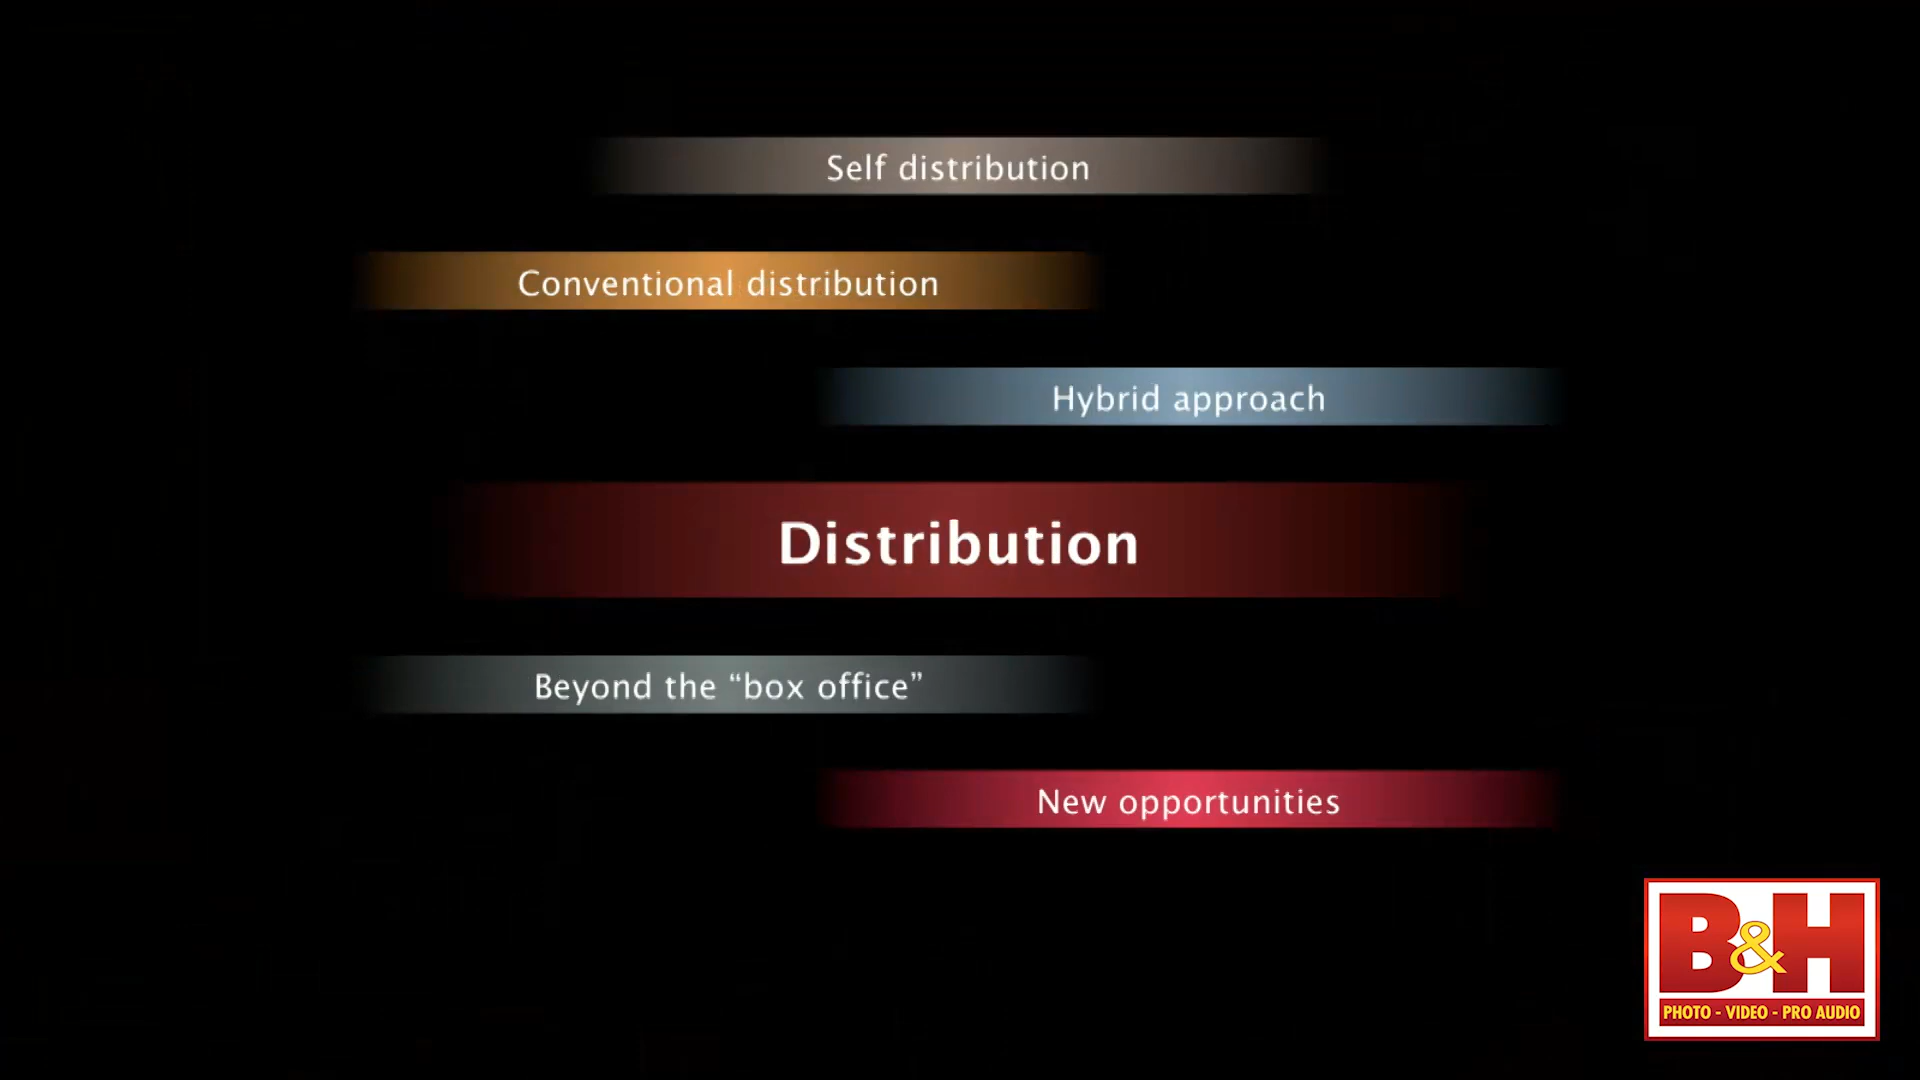 Self distribution
Conventional distribution
Hybrid approach
Distribution
Beyond the “box office”
New opportunities
B&H
PHOTO - VIDEO - PRO AUDIO